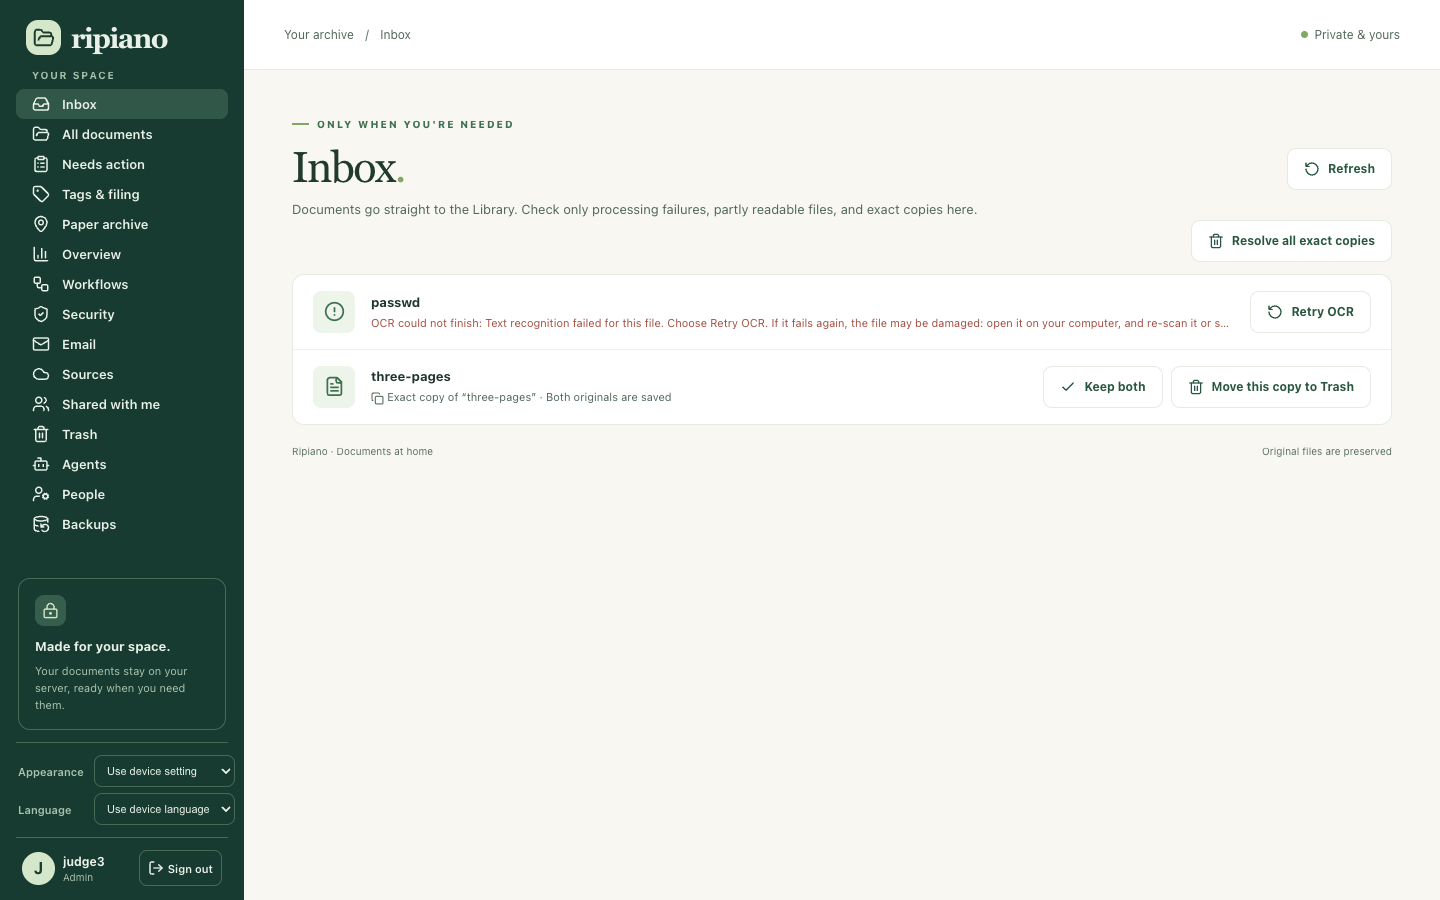 ripiano
YOUR SPACE
Inbox
All documents
Needs action
Tags & filing
Paper archive
Overview
Workflows
Security
Email
Sources
Shared with me
Trash
Agents
People
Backups
Made for your space.
Your documents stay on your
server, ready when you need
them.
Appearance
Use device setting
Language
Use device language
J
judge3
Admin
Sign out
Your archive / Inbox
Private & yours
ONLY WHEN YOU'RE NEEDED
Inbox.
Refresh
Documents go straight to the Library. Check only processing failures, partly readable files, and exact copies here.
Resolve all exact copies
passwd
OCR could not finish: Text recognition failed for this file. Choose Retry OCR. If it fails again, the file may be damaged: open it on your computer, and re-scan it or s...
Retry OCR
three-pages
Exact copy of “three-pages” · Both originals are saved
Keep both
Move this copy to Trash
Ripiano · Documents at home
Original files are preserved